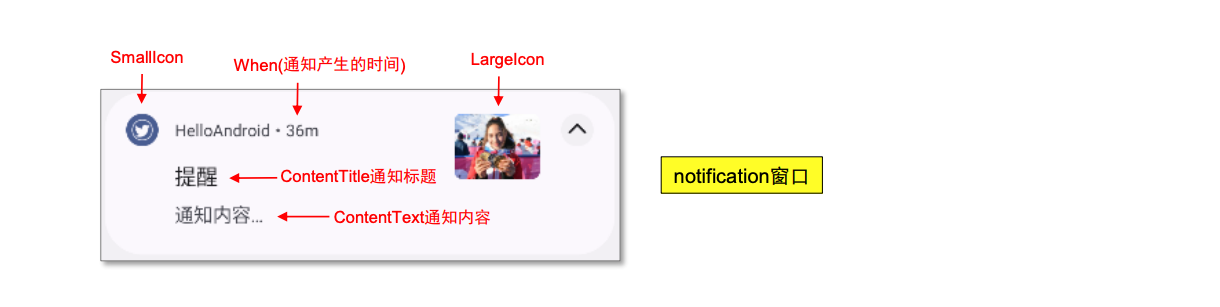 SmallIcon
When(通知产生的时间)
LargeIcon
HelloAndroid • 36m
提醒
ContentTitle通知标题
通知内容...
ContentText通知内容
notification窗口